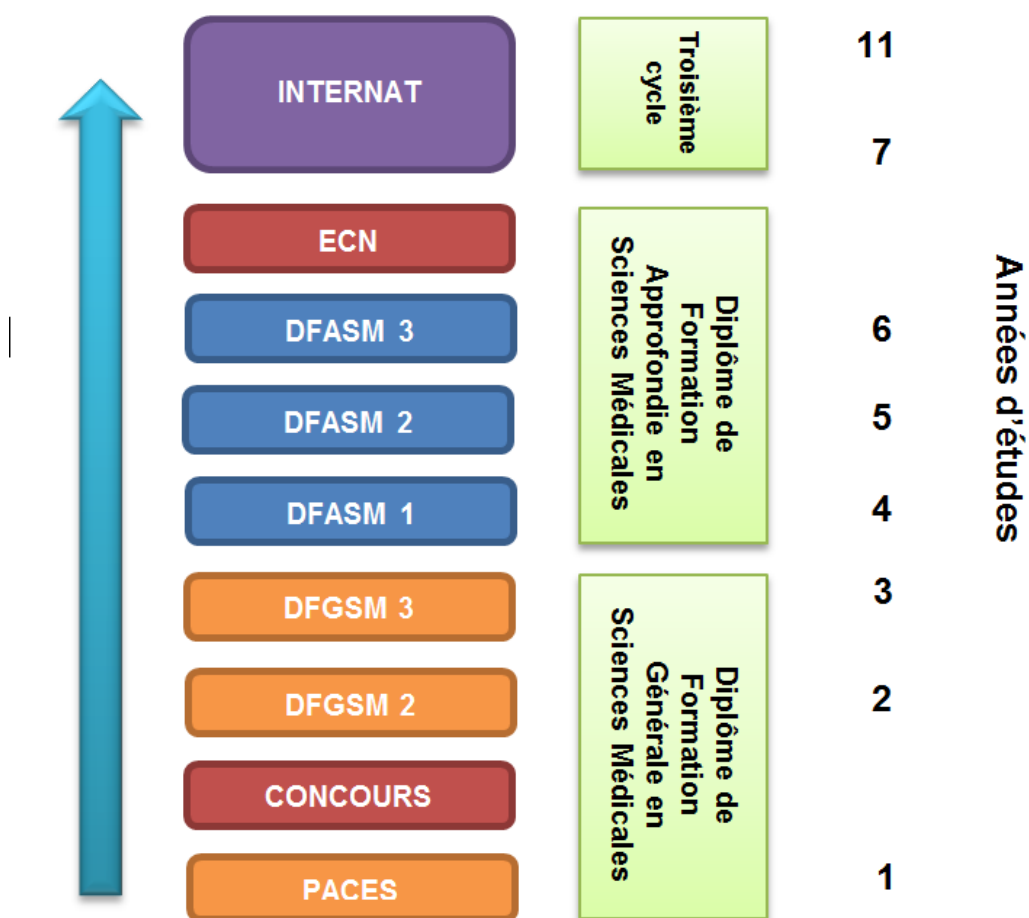 INTERNAT
Troisième
cycle
11
7
ECN
DFASM 3
DFASM 2
DFASM 1
Diplôme de
Formation
Approfondie en
Sciences Médicales
6
5
4
Années d'études
DFGSM 3
DFGSM 2
CONCOURS
PACES
Diplôme de
Formation
Générale en
Sciences Médicales
3
2
1